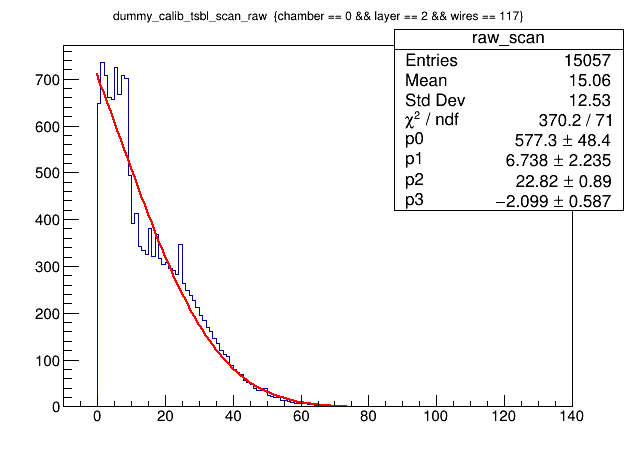 dummy_calib_tsbl_scan_raw {chamber == 0 && layer == 2 && wires == 117}
raw_scan
Entries 15057
Mean 15.06
Std Dev 12.53
χ² / ndf 370.2 / 71
p0 577.3 ± 48.4
p1 6.738 ± 2.235
p2 22.82 ± 0.89
p3 −2.099 ± 0.587
700
600
500
400
300
200
100
0
0 20 40 60 80 100 120 140